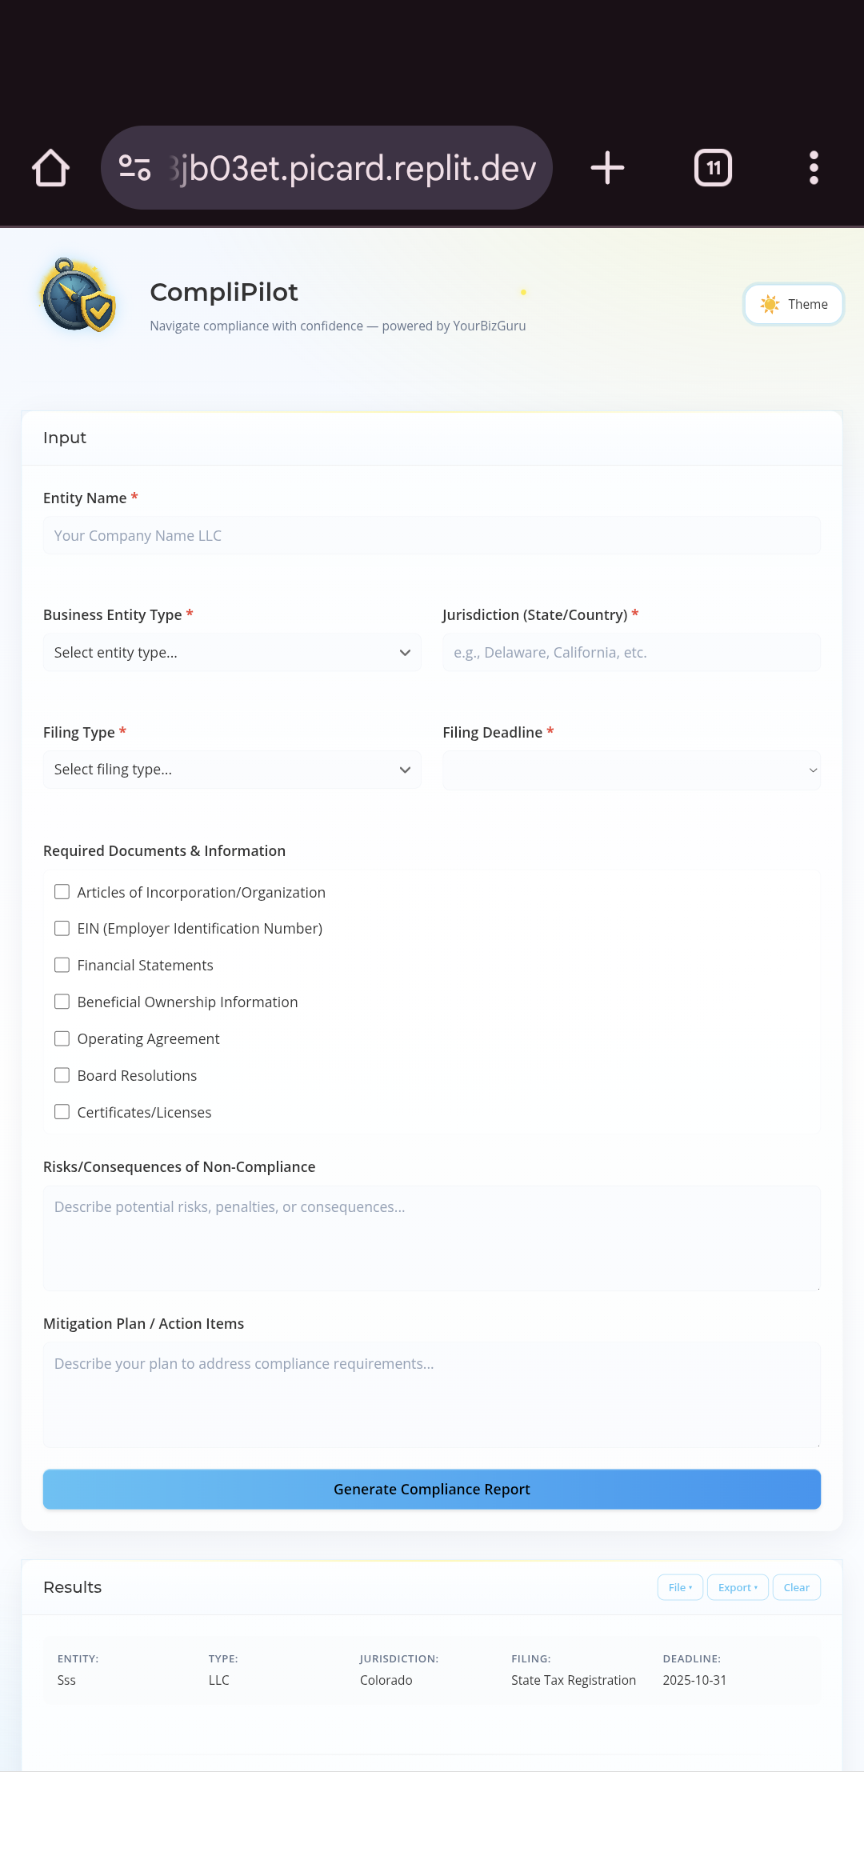 jb03et.picard.replit.dev
11
CompliPilot
Navigate compliance with confidence — powered by YourBizGuru
Theme
Input
Entity Name *
Your Company Name LLC
Business Entity Type *
Jurisdiction (State/Country) *
Select entity type...
e.g., Delaware, California, etc.
Filing Type *
Filing Deadline *
Select filing type...
Required Documents & Information
Articles of Incorporation/Organization
EIN (Employer Identification Number)
Financial Statements
Beneficial Ownership Information
Operating Agreement
Board Resolutions
Certificates/Licenses
Risks/Consequences of Non-Compliance
Describe potential risks, penalties, or consequences...
Mitigation Plan / Action Items
Describe your plan to address compliance requirements...
Generate Compliance Report
Results
File •
Export •
Clear
ENTITY:
TYPE:
JURISDICTION:
FILING:
DEADLINE:
Sss
LLC
Colorado
State Tax Registration
2025-10-31